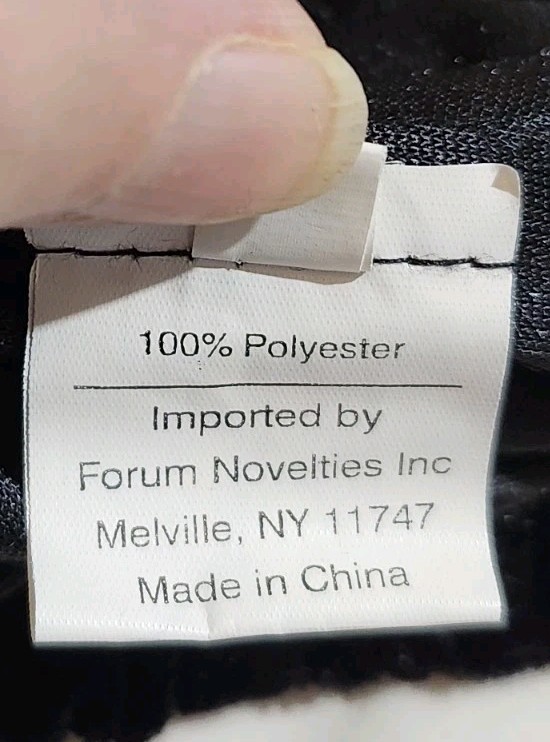 100% Polyester
Imported by
Forum Novelties Inc
Melville, NY 11747
Made in China